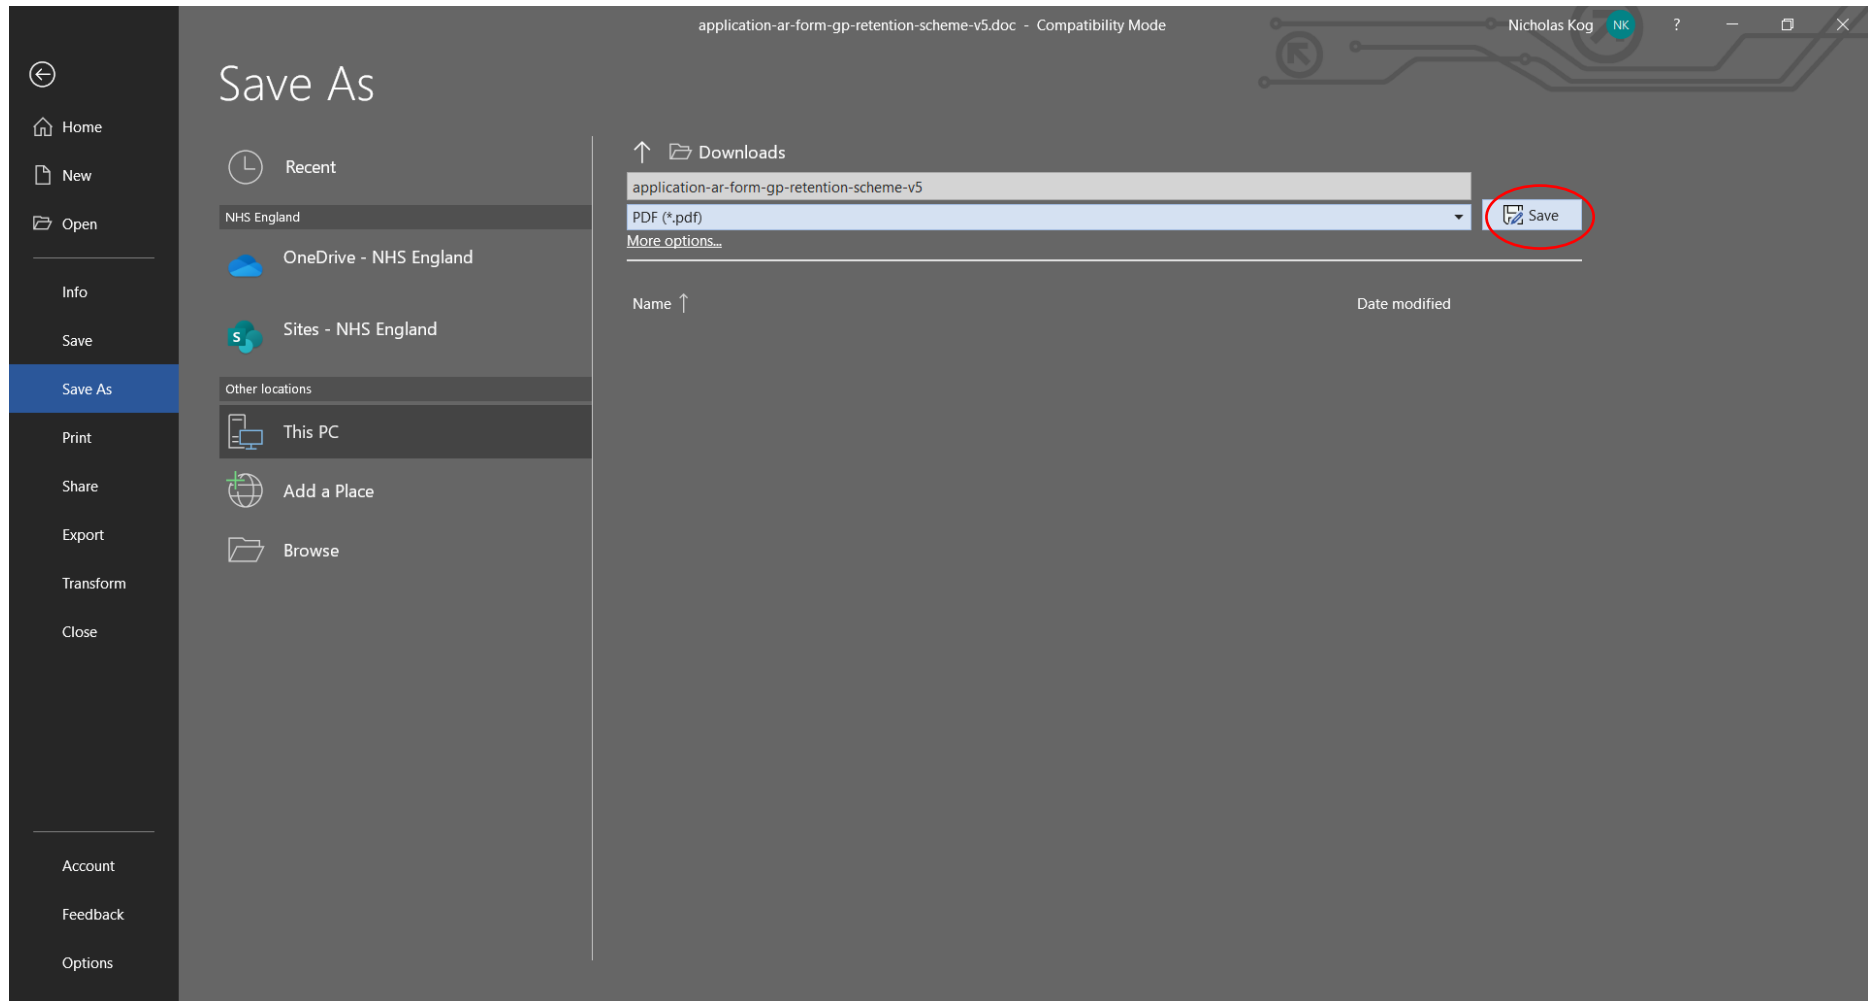 application-ar-form-gp-retention-scheme-v5.doc - Compatibility Mode
Nicholas Kog
NK
?
Save As
Home
New
Open
Info
Save
Save As
Print
Share
Export
Transform
Close
Account
Feedback
Options
Recent
NHS England
OneDrive - NHS England
S
Sites - NHS England
Other locations
This PC
Add a Place
Browse
Downloads
application-ar-form-gp-retention-scheme-v5
PDF (*.pdf)
Save
More options...
Name
Date modified